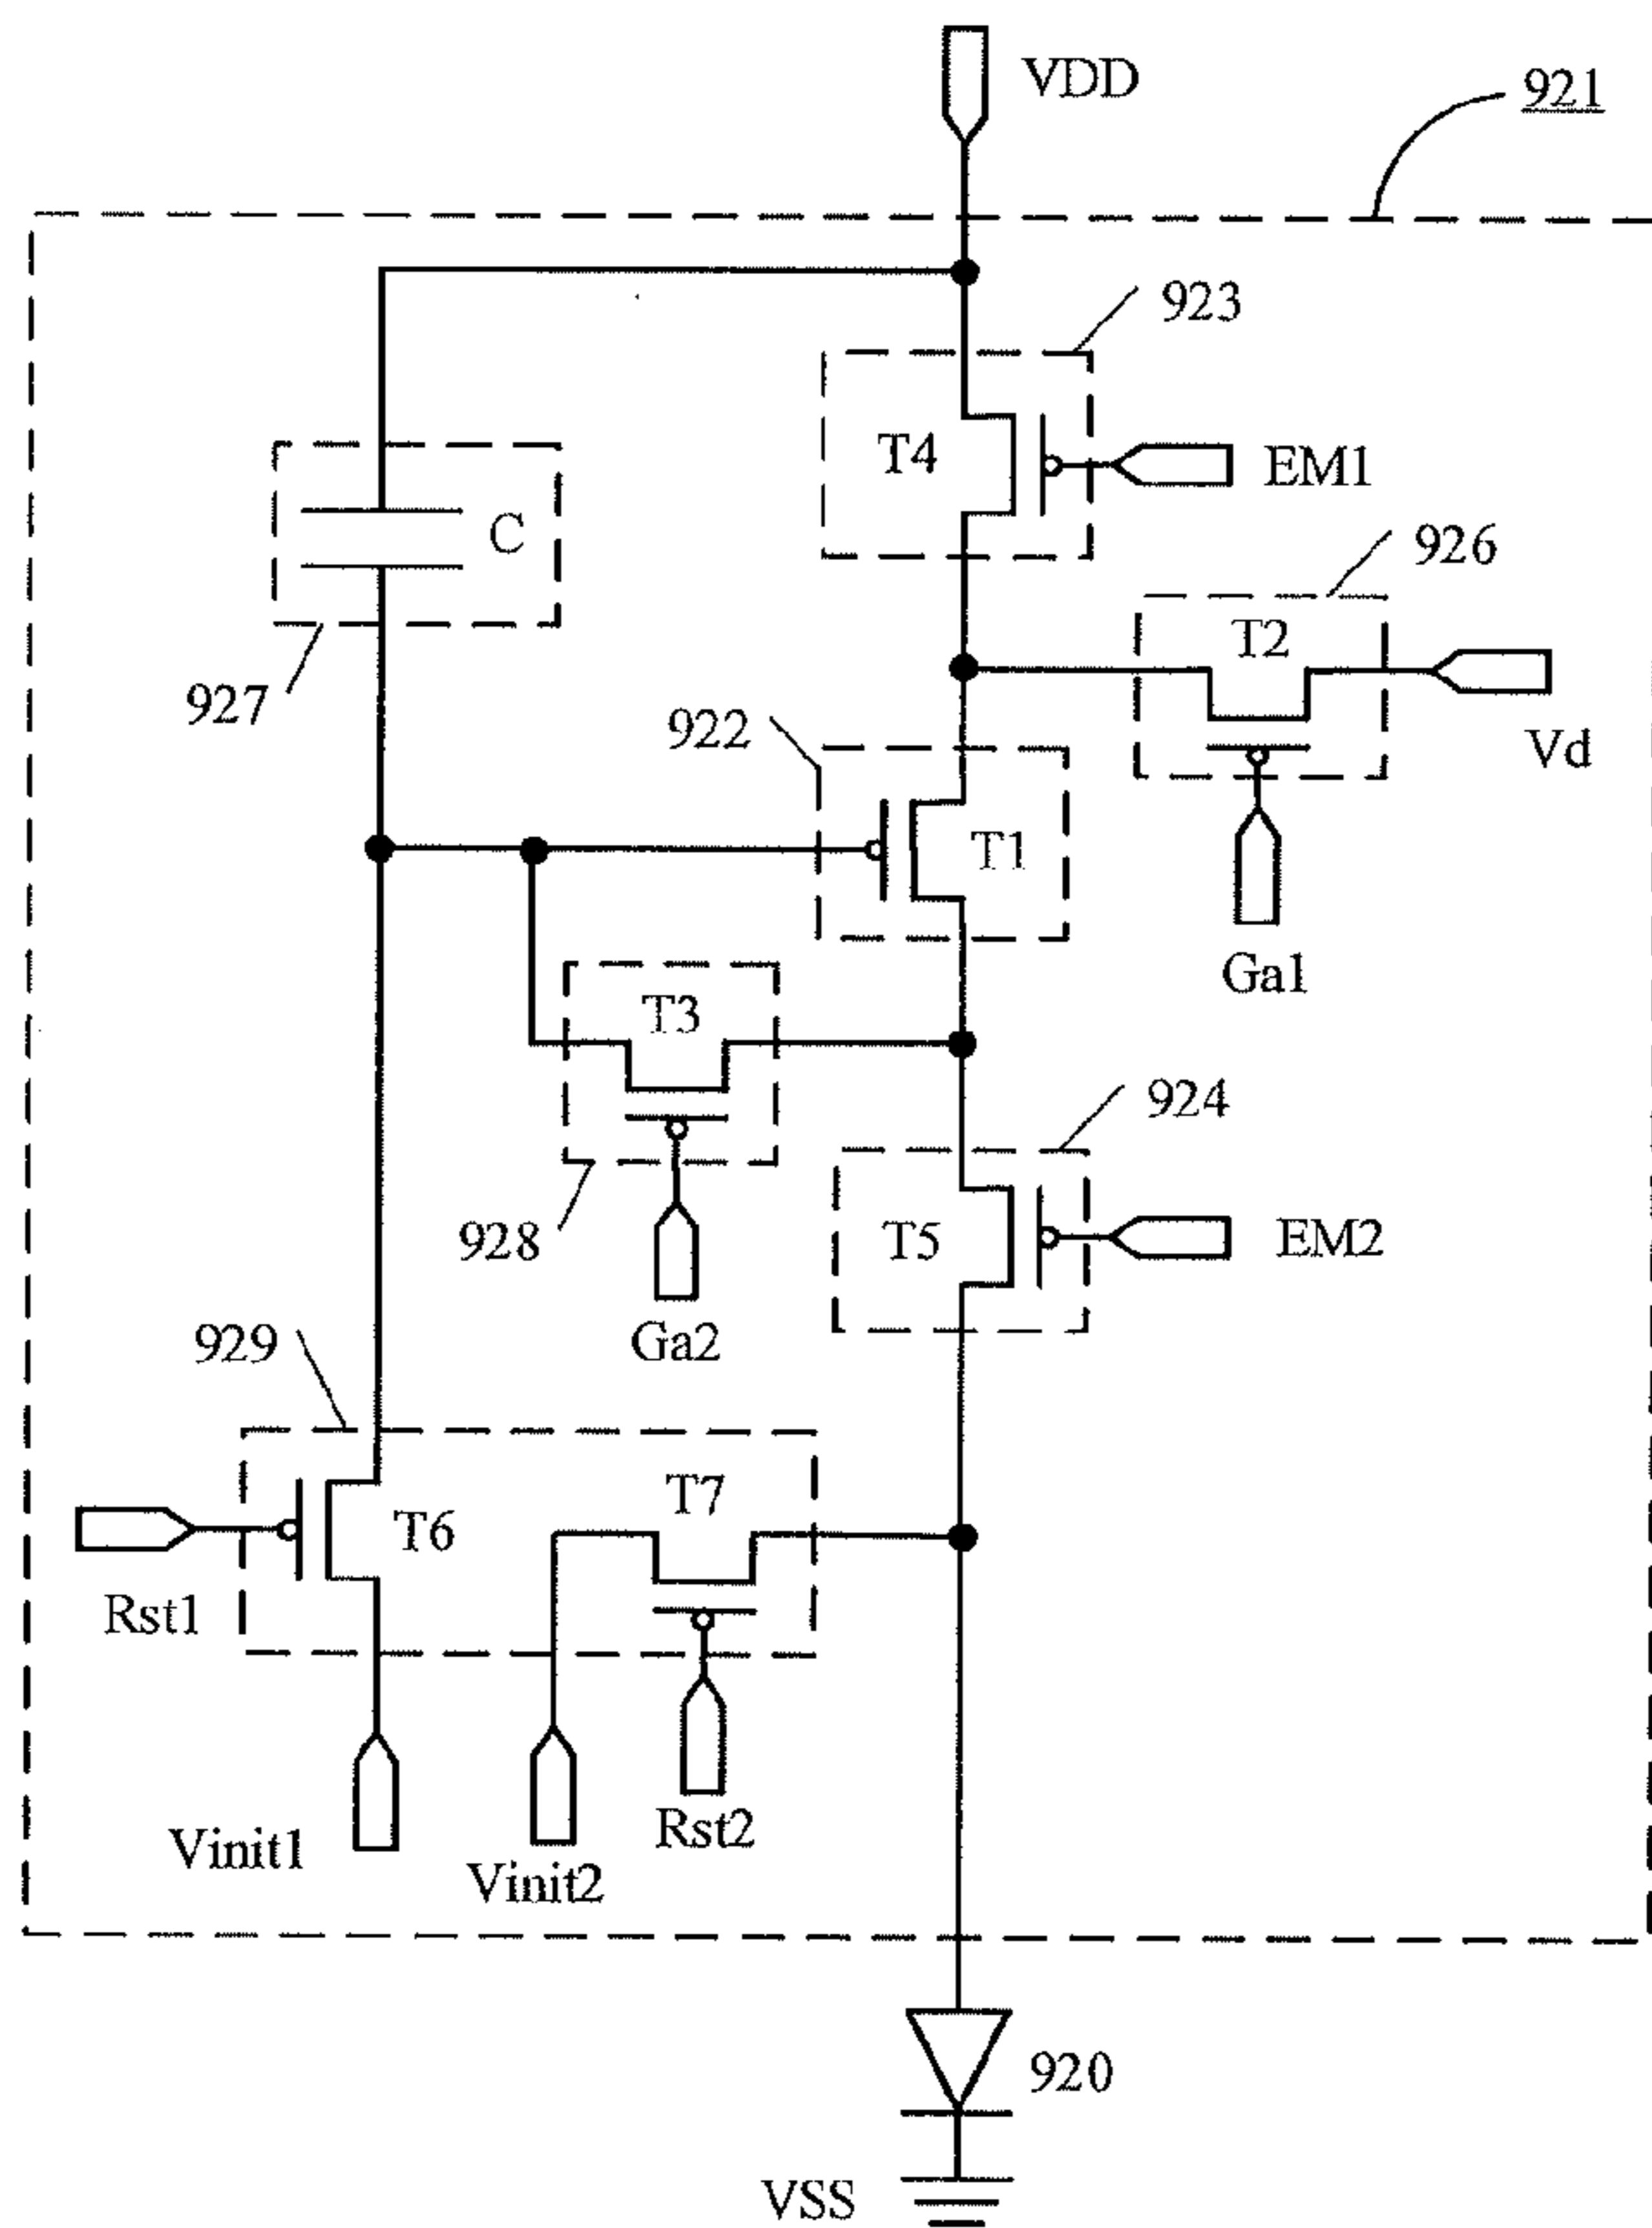 VDD
921
923
T4
EM1
C
926
T2
927
922
Vd
T1
Ga1
T3
924
928
T5
EM2
929
Ga2
T7
T6
Rst1
Rst2
Vinit1
Vinit2
920
VSS